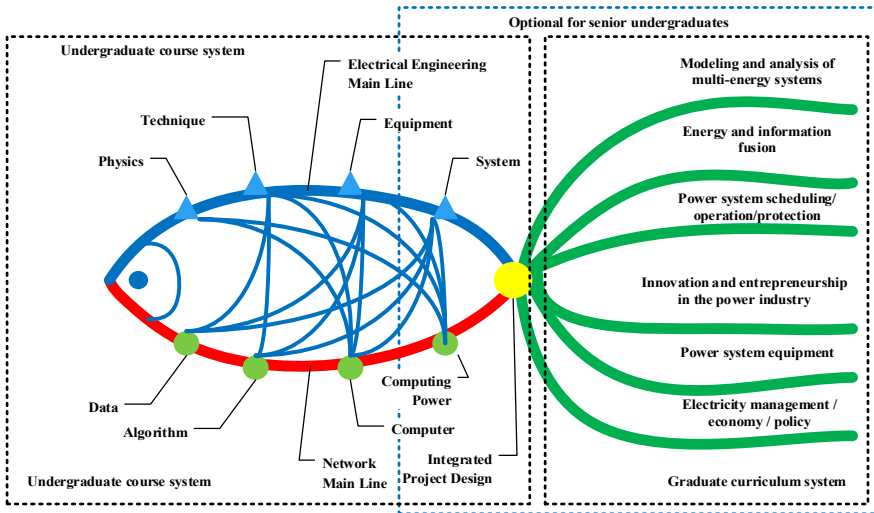 Optional for senior undergraduates
Undergraduate course system
Electrical Engineering
Main Line
Technique
Equipment
Physics
System
Data
Algorithm
Computing
Power
Computer
Network
Main Line
Integrated
Project Design
Undergraduate course system
Modeling and analysis of
multi-energy systems
Energy and information
fusion
Power system scheduling/
operation/protection
Innovation and entrepreneurship
in the power industry
Power system equipment
Electricity management /
economy / policy
Graduate curriculum system